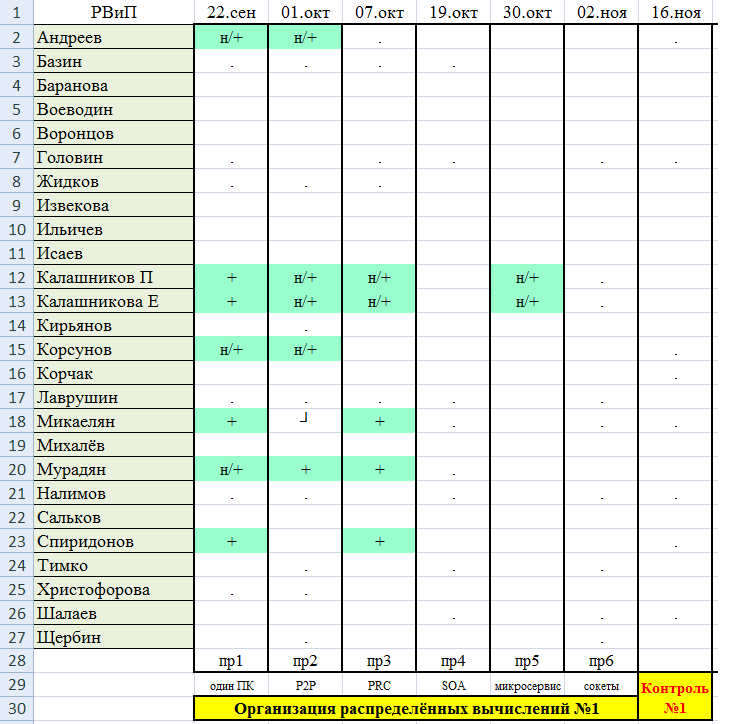 1 РВиП 22.сен 01.окт 07.окт 19.окт 30.окт 02.ноя 16.ноя
2 Андреев н/+ н/+ . .
3 Базин . . . .
4 Баранова
5 Воеводин
6 Воронцов
7 Головин . . . . .
8 Жидков . . .
9 Извекова
10 Ильичев
11 Исаев
12 Калашников П + н/+ н/+ н/+ .
13 Калашникова Е + н/+ н/+ н/+ .
14 Кирьянов .
15 Корсунов н/+ н/+ .
16 Корчак .
17 Лаврушин . . . . .
18 Микаелян + ┘ + . . .
19 Михалёв
20 Мурадян н/+ + + .
21 Налимов . . . . .
22 Сальков
23 Спиридонов + + .
24 Тимко . . .
25 Христофорова . .
26 Шалаев . . .
27 Щербин . .
28 пр1 пр2 пр3 пр4 пр5 пр6
29 один ПК P2P PRC SOA микросервис сокеты Контроль
30 Организация распределённых вычислений №1 №1